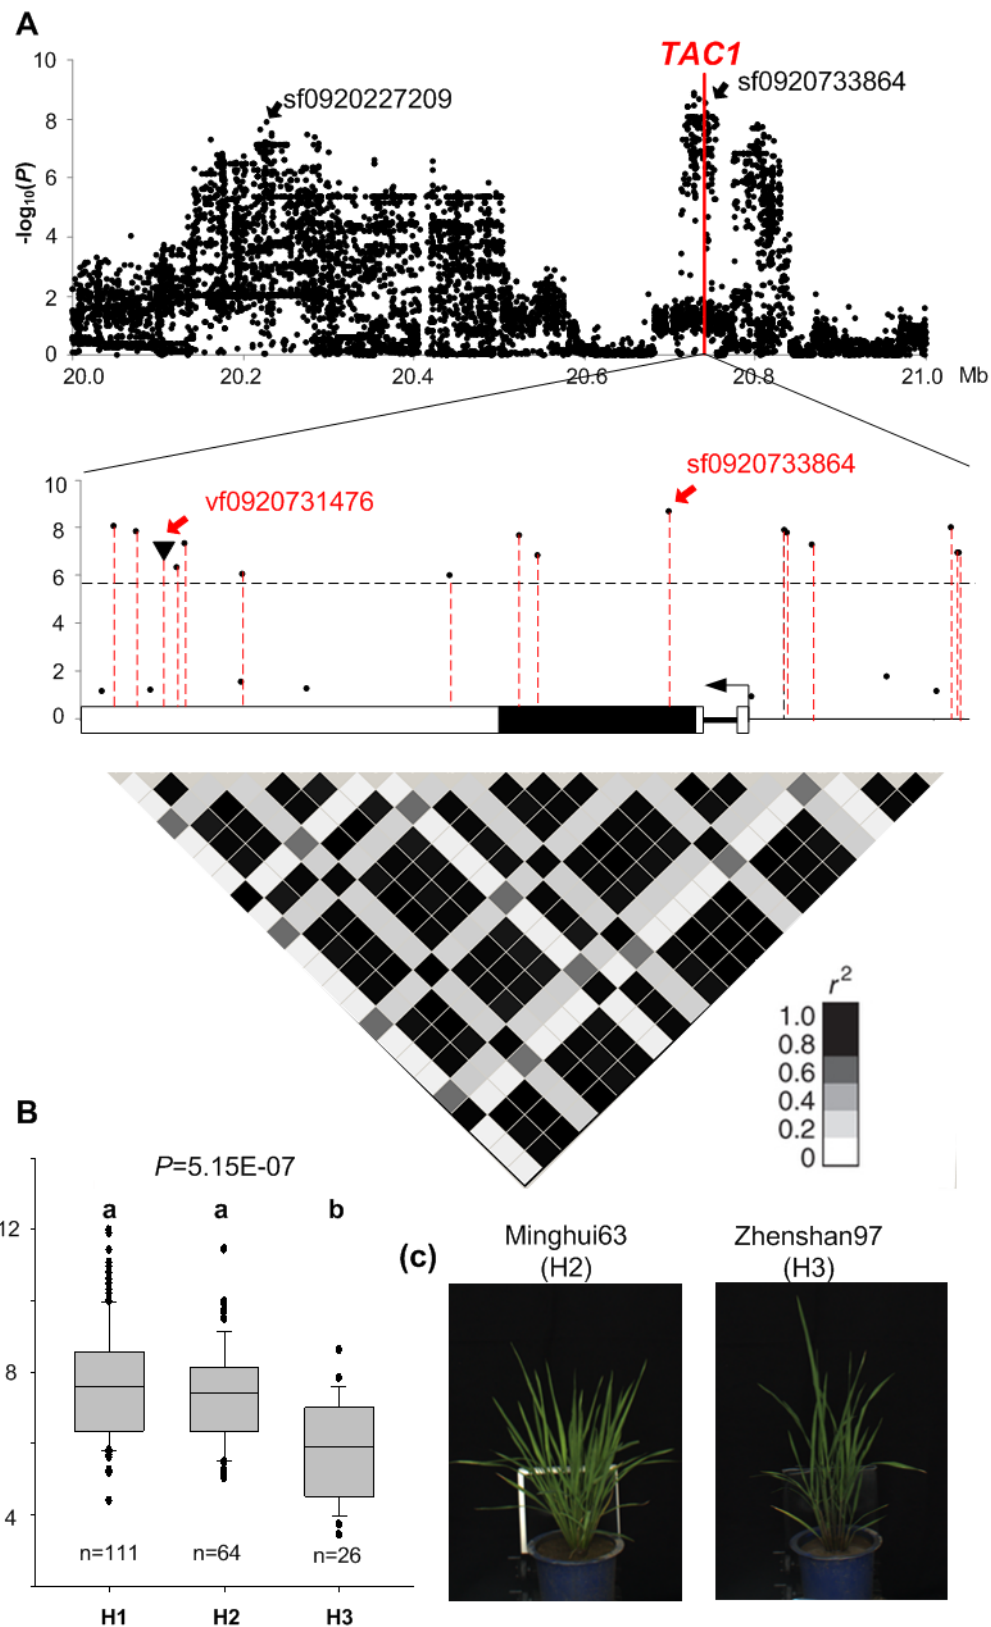 A
TAC1
sf0920227209
sf0920733864
-log10(P)
10
8
6
4
2
0
20.0 20.2 20.4 20.6 20.8 21.0 Mb
sf0920733864
vf0920731476
10
8
6
4
2
0
r2
1.0
0.8
0.6
0.4
0.2
0
B
P=5.15E-07
a a b
12
8
4
n=111 n=64 n=26
H1 H2 H3
(c)
Minghui63
(H2)
Zhenshan97
(H3)